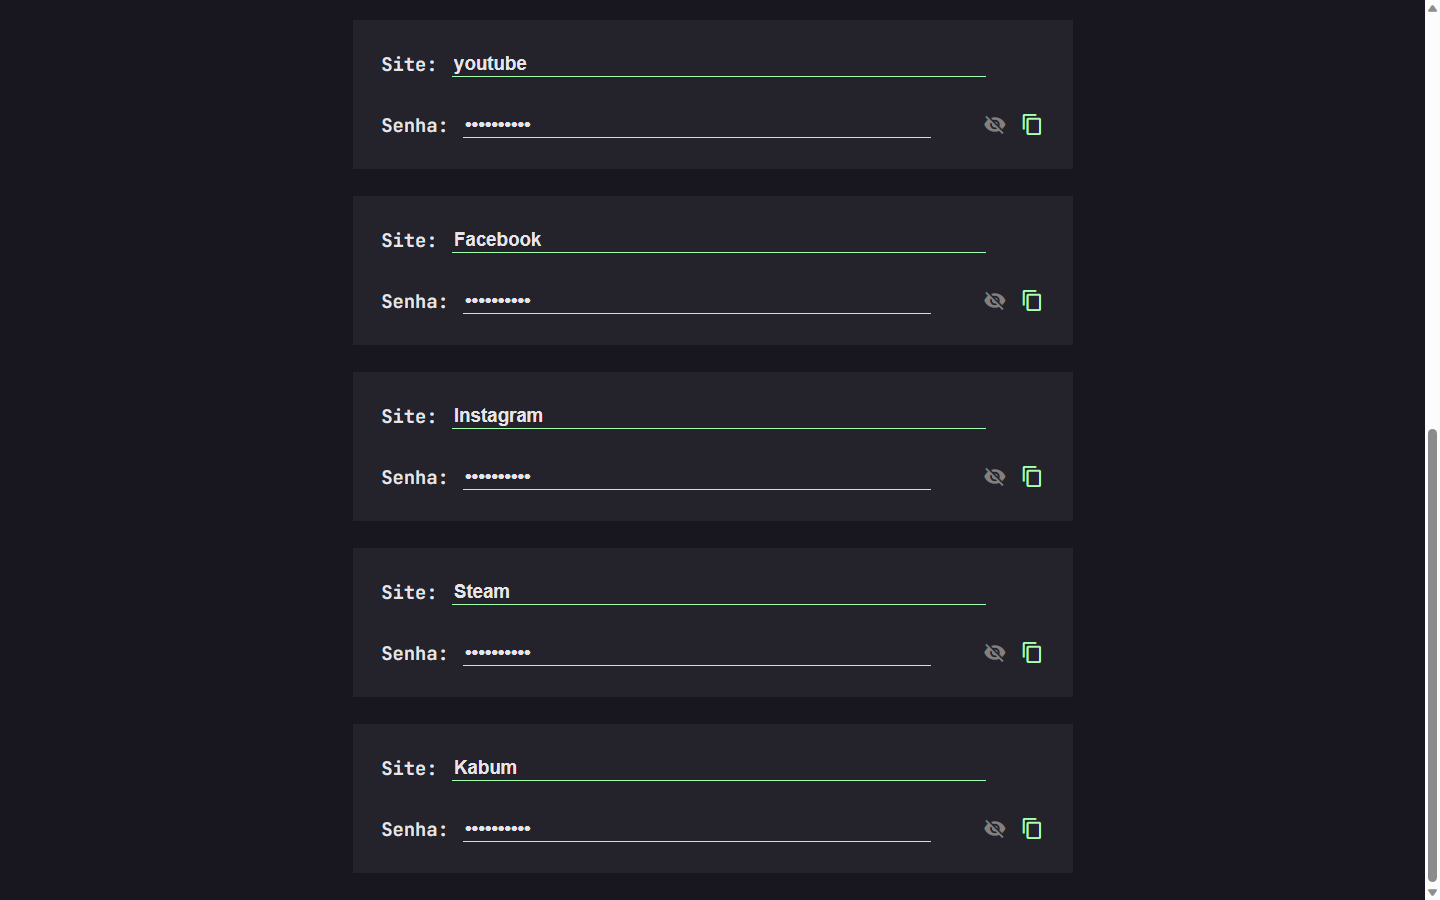 Site: youtube
Senha: ••••••••••
Site: Facebook
Senha: ••••••••••
Site: Instagram
Senha: ••••••••••
Site: Steam
Senha: ••••••••••
Site: Kabum
Senha: ••••••••••